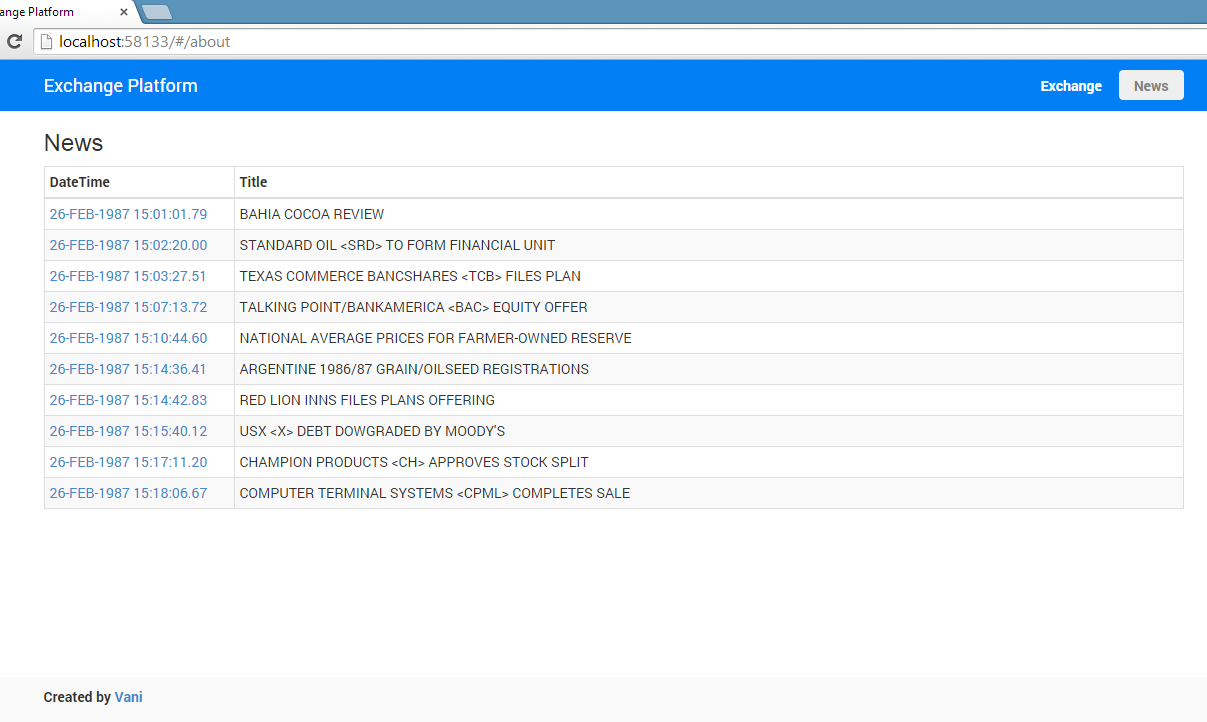 ange Platform ×
localhost:58133/#/about
Exchange Platform Exchange News
News
DateTime Title
26-FEB-1987 15:01:01.79 BAHIA COCOA REVIEW
26-FEB-1987 15:02:20.00 STANDARD OIL <SRD> TO FORM FINANCIAL UNIT
26-FEB-1987 15:03:27.51 TEXAS COMMERCE BANCSHARES <TCB> FILES PLAN
26-FEB-1987 15:07:13.72 TALKING POINT/BANKAMERICA <BAC> EQUITY OFFER
26-FEB-1987 15:10:44.60 NATIONAL AVERAGE PRICES FOR FARMER-OWNED RESERVE
26-FEB-1987 15:14:36.41 ARGENTINE 1986/87 GRAIN/OILSEED REGISTRATIONS
26-FEB-1987 15:14:42.83 RED LION INNS FILES PLANS OFFERING
26-FEB-1987 15:15:40.12 USX <X> DEBT DOWGRADED BY MOODY'S
26-FEB-1987 15:17:11.20 CHAMPION PRODUCTS <CH> APPROVES STOCK SPLIT
26-FEB-1987 15:18:06.67 COMPUTER TERMINAL SYSTEMS <CPML> COMPLETES SALE
Created by Vani